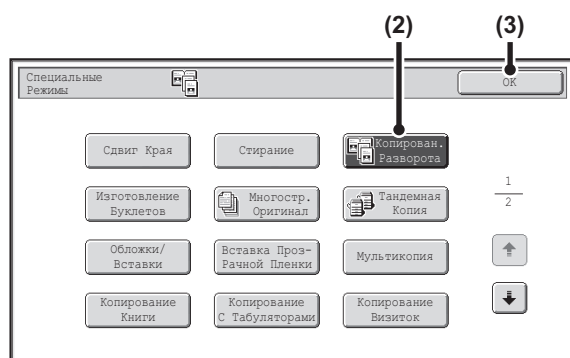 (2) (3)
Специальные
Режимы
OK
Сдвиг Края
Стирание
Копирован.
Разворота
Изготовление
Буклетов
Многостр.
Оригинал
Тандемная
Копия
1
2
Обложки/
Вставки
Вставка Проз-
Рачной Пленки
Мультикопия
Копирование
Книги
Копирование
С Табуляторами
Копирование
Визиток